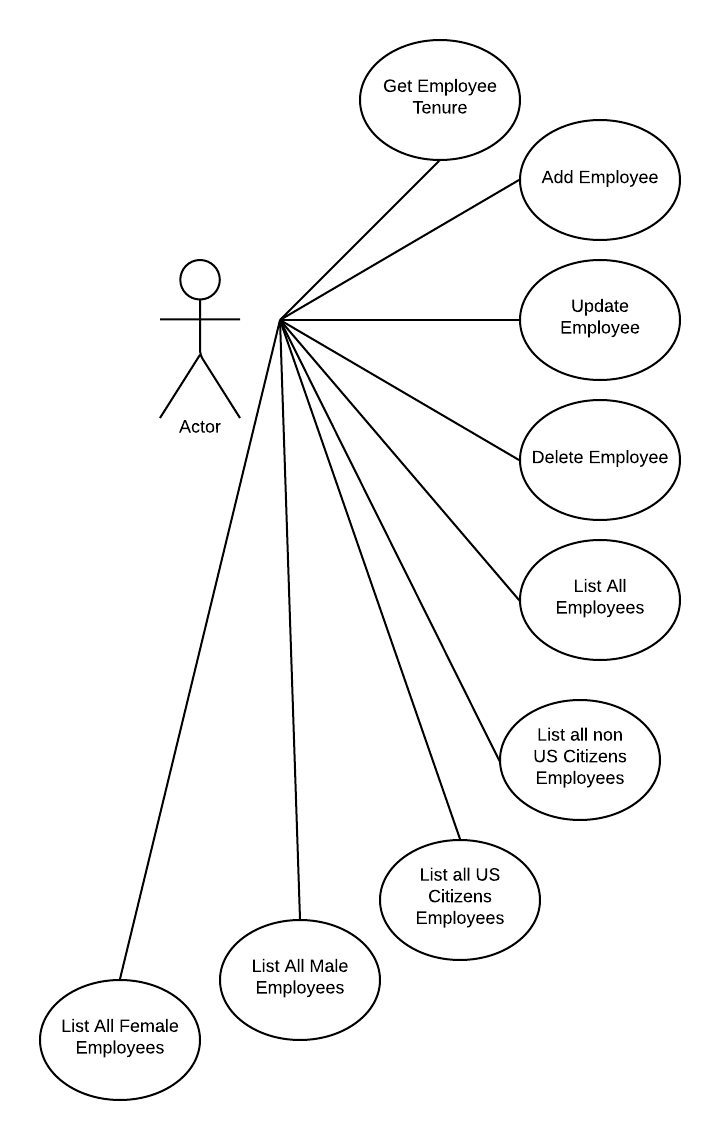 Get Employee
Tenure
Add Employee
Update
Employee
Actor
Delete Employee
List All
Employees
List all non
US Citizens
Employees
List all US
Citizens
Employees
List All Male
Employees
List All Female
Employees